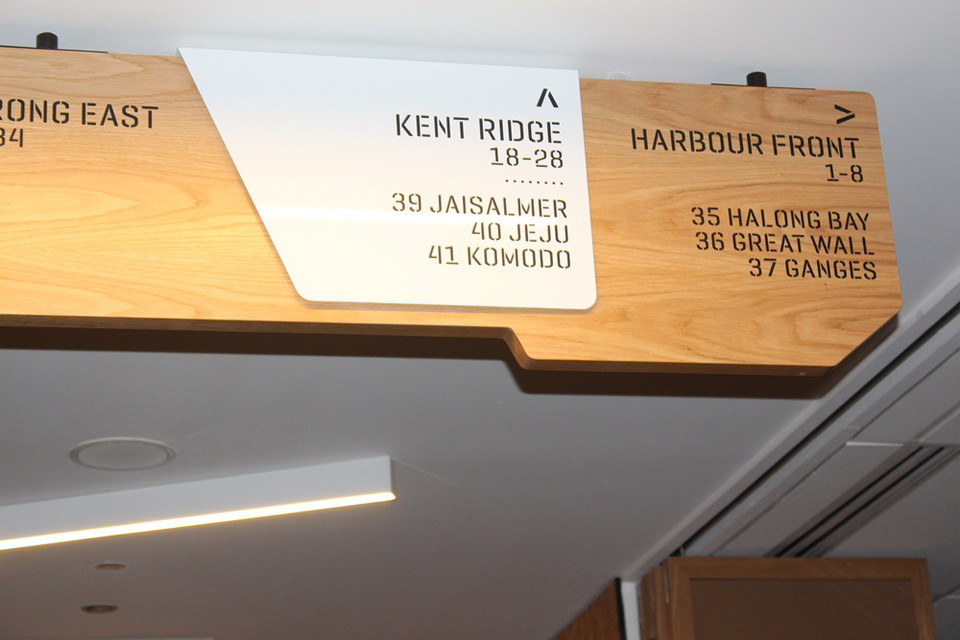 RONG EAST
34
KENT RIDGE
18-28
........
39 JAISALMER
40 JEJU
41 KOMODO
>
HARBOUR FRONT
1-8
35 HALONG BAY
36 GREAT WALL
37 GANGES